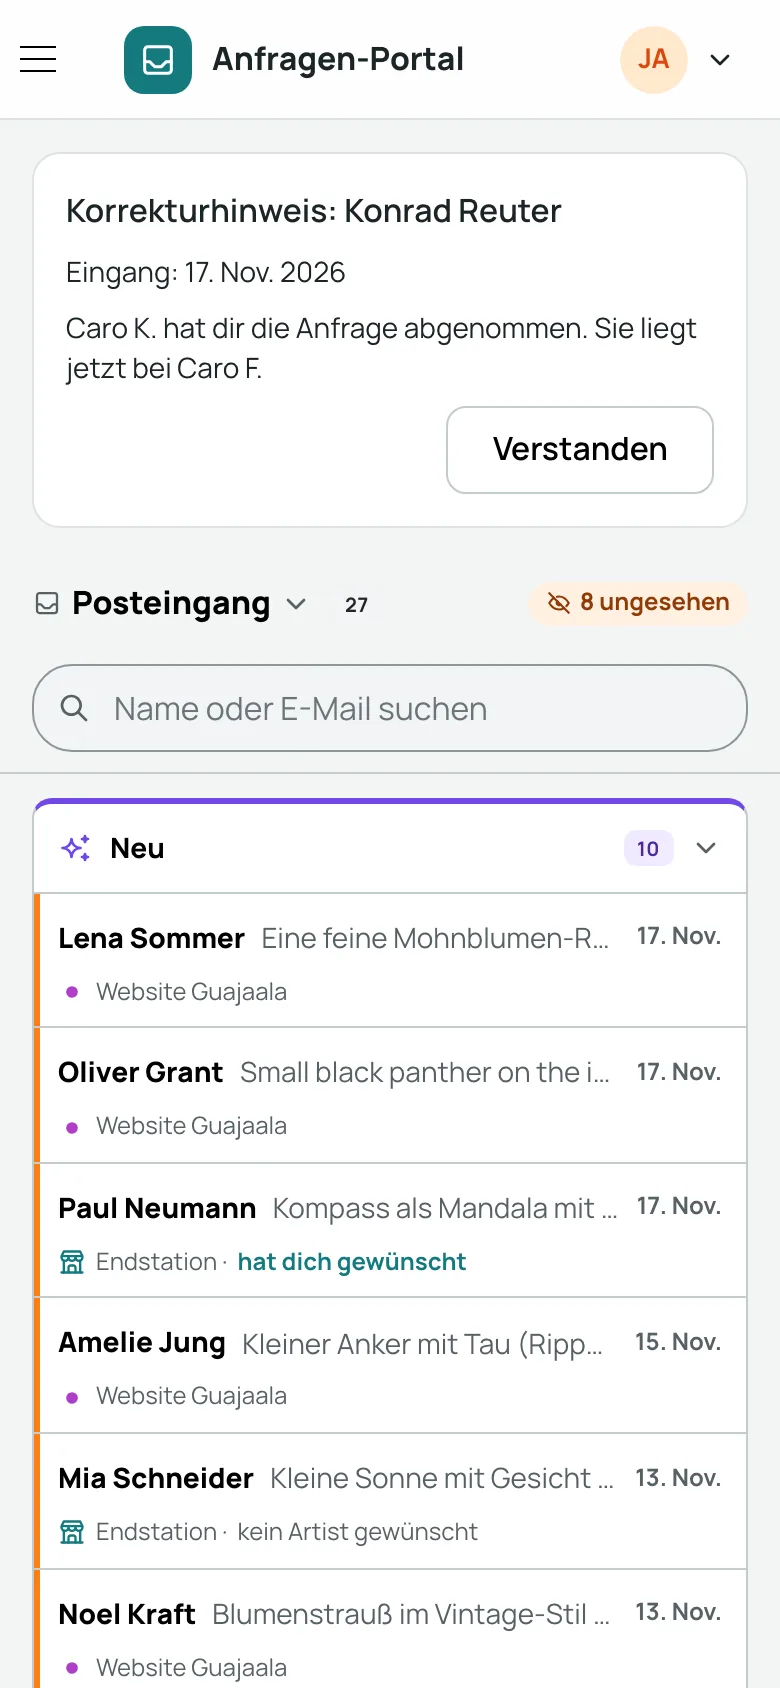 Anfragen-Portal
JA
Korrekturhinweis: Konrad Reuter
Eingang: 17. Nov. 2026
Caro K. hat dir die Anfrage abgenommen. Sie liegt
jetzt bei Caro F.
Verstanden
Posteingang 27 8 ungesehen
Name oder E-Mail suchen
Neu 10
Lena Sommer Eine feine Mohnblumen-R... 17. Nov.
Website Guajaala
Oliver Grant Small black panther on the i... 17. Nov.
Website Guajaala
Paul Neumann Kompass als Mandala mit ... 17. Nov.
Endstation · hat dich gewünscht
Amelie Jung Kleiner Anker mit Tau (Ripp... 15. Nov.
Website Guajaala
Mia Schneider Kleine Sonne mit Gesicht ... 13. Nov.
Endstation · kein Artist gewünscht
Noel Kraft Blumenstrauß im Vintage-Stil ... 13. Nov.
Website Guajaala